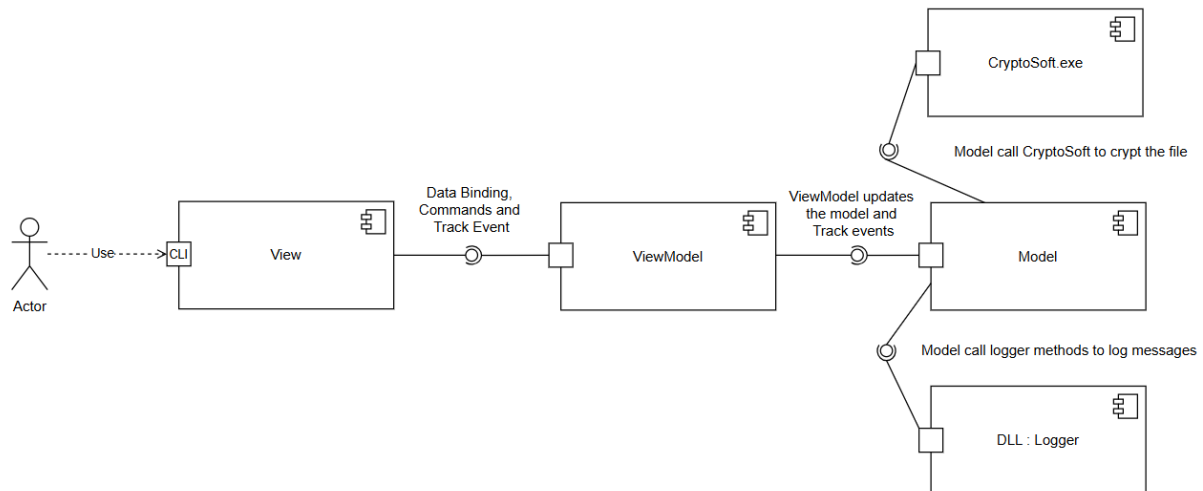 CryptoSoft.exe
Model call CryptoSoft to crypt the file
Data Binding,
Commands and
Track Event
ViewModel updates
the model and
Track events
Use
CLI
View
ViewModel
Model
Actor
Model call logger methods to log messages
DLL : Logger